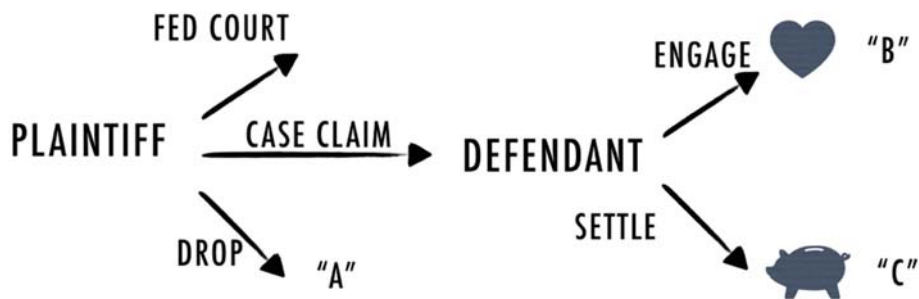 FED COURT
ENGAGE
"B"
PLAINTIFF
CASE CLAIM
DEFENDANT
SETTLE
DROP
"A"
"C"